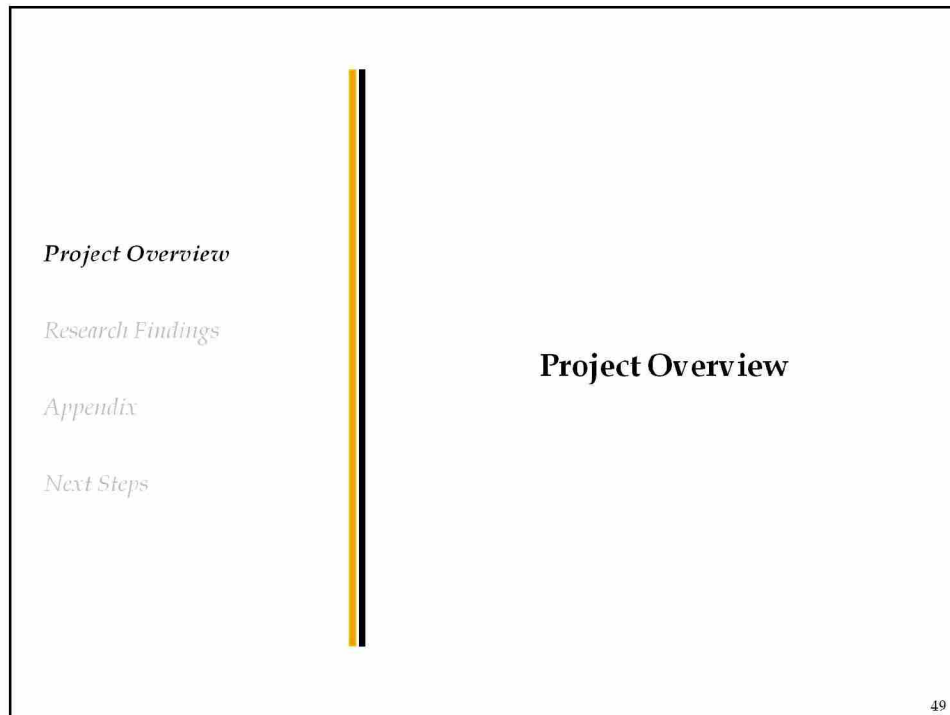 Project Overview
Research Findings
Appendix
Next Steps
Project Overview
49